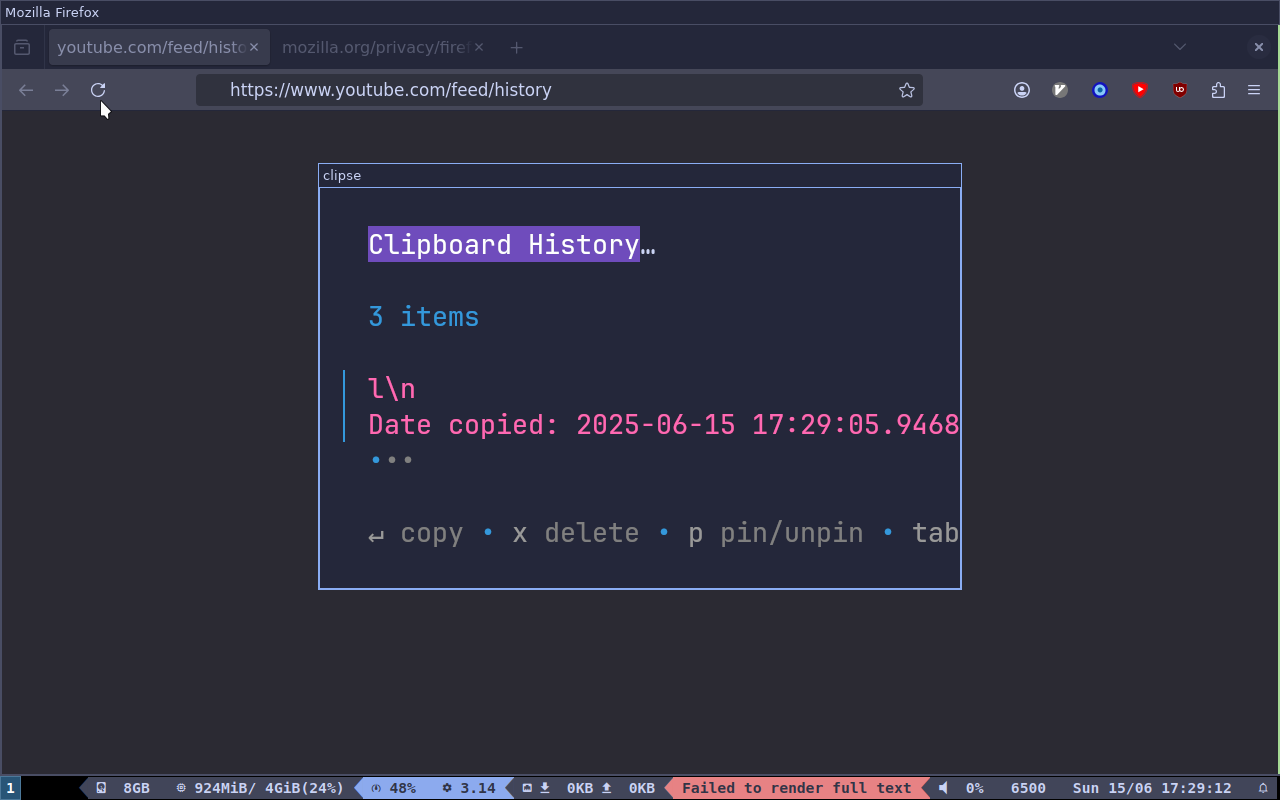 Mozilla Firefox
youtube.com/feed/histo
mozilla.org/privacy/firef
https://www.youtube.com/feed/history
clipse
Clipboard History…
3 items
l\n
Date copied: 2025-06-15 17:29:05.9468
↵ copy • x delete • p pin/unpin • tab
1 8GB 924MiB/ 4GiB(24%) 48% 3.14 0KB 0KB Failed to render full text 0% 6500 Sun 15/06 17:29:12